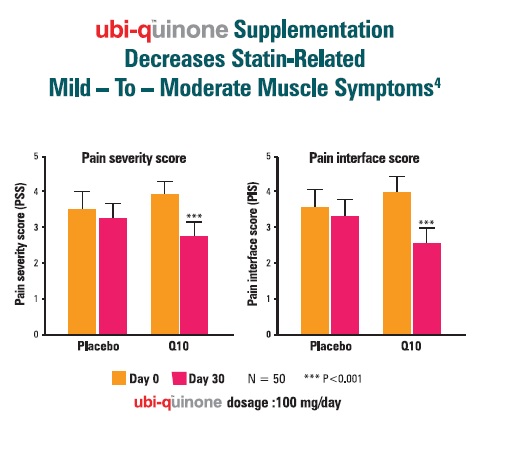 ubi-quinone Supplementation
Decreases Statin-Related
Mild – To – Moderate Muscle Symptoms4
Pain severity score
Pain severity score (PSS)
5
4
3
2
1
0
***
Placebo
Q10
Pain interface score
Pain interface score (PIS)
5
4
3
2
1
0
***
Placebo
Q10
Day 0 Day 30 N = 50 *** P<0.001
ubi-quinone dosage :100 mg/day